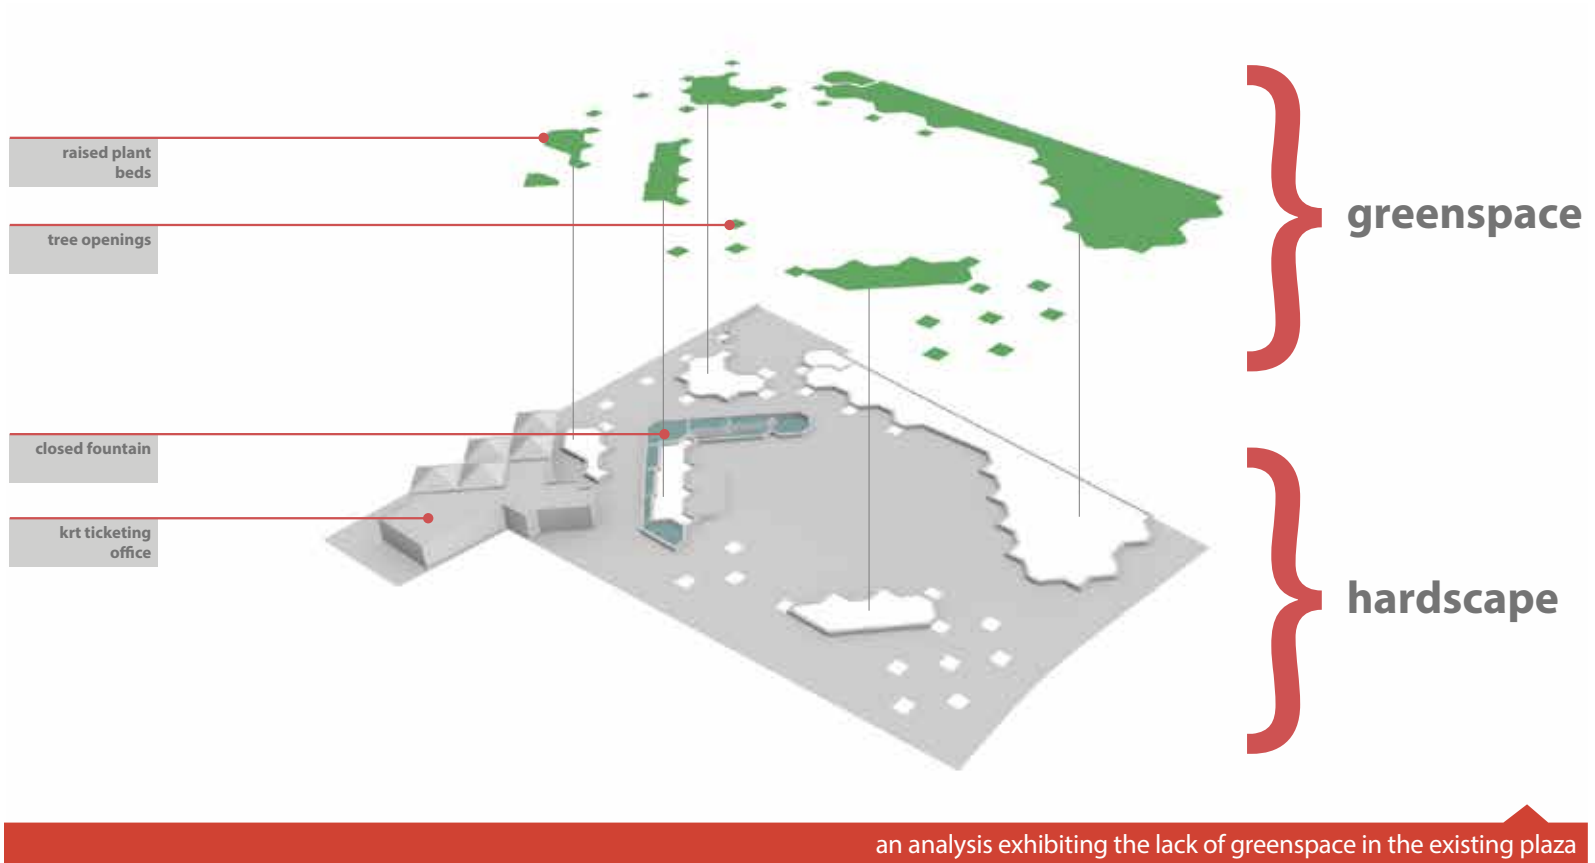 raised plant
beds
tree openings
greenspace
closed fountain
krt ticketing
office
hardscape
an analysis exhibiting the lack of greenspace in the existing plaza